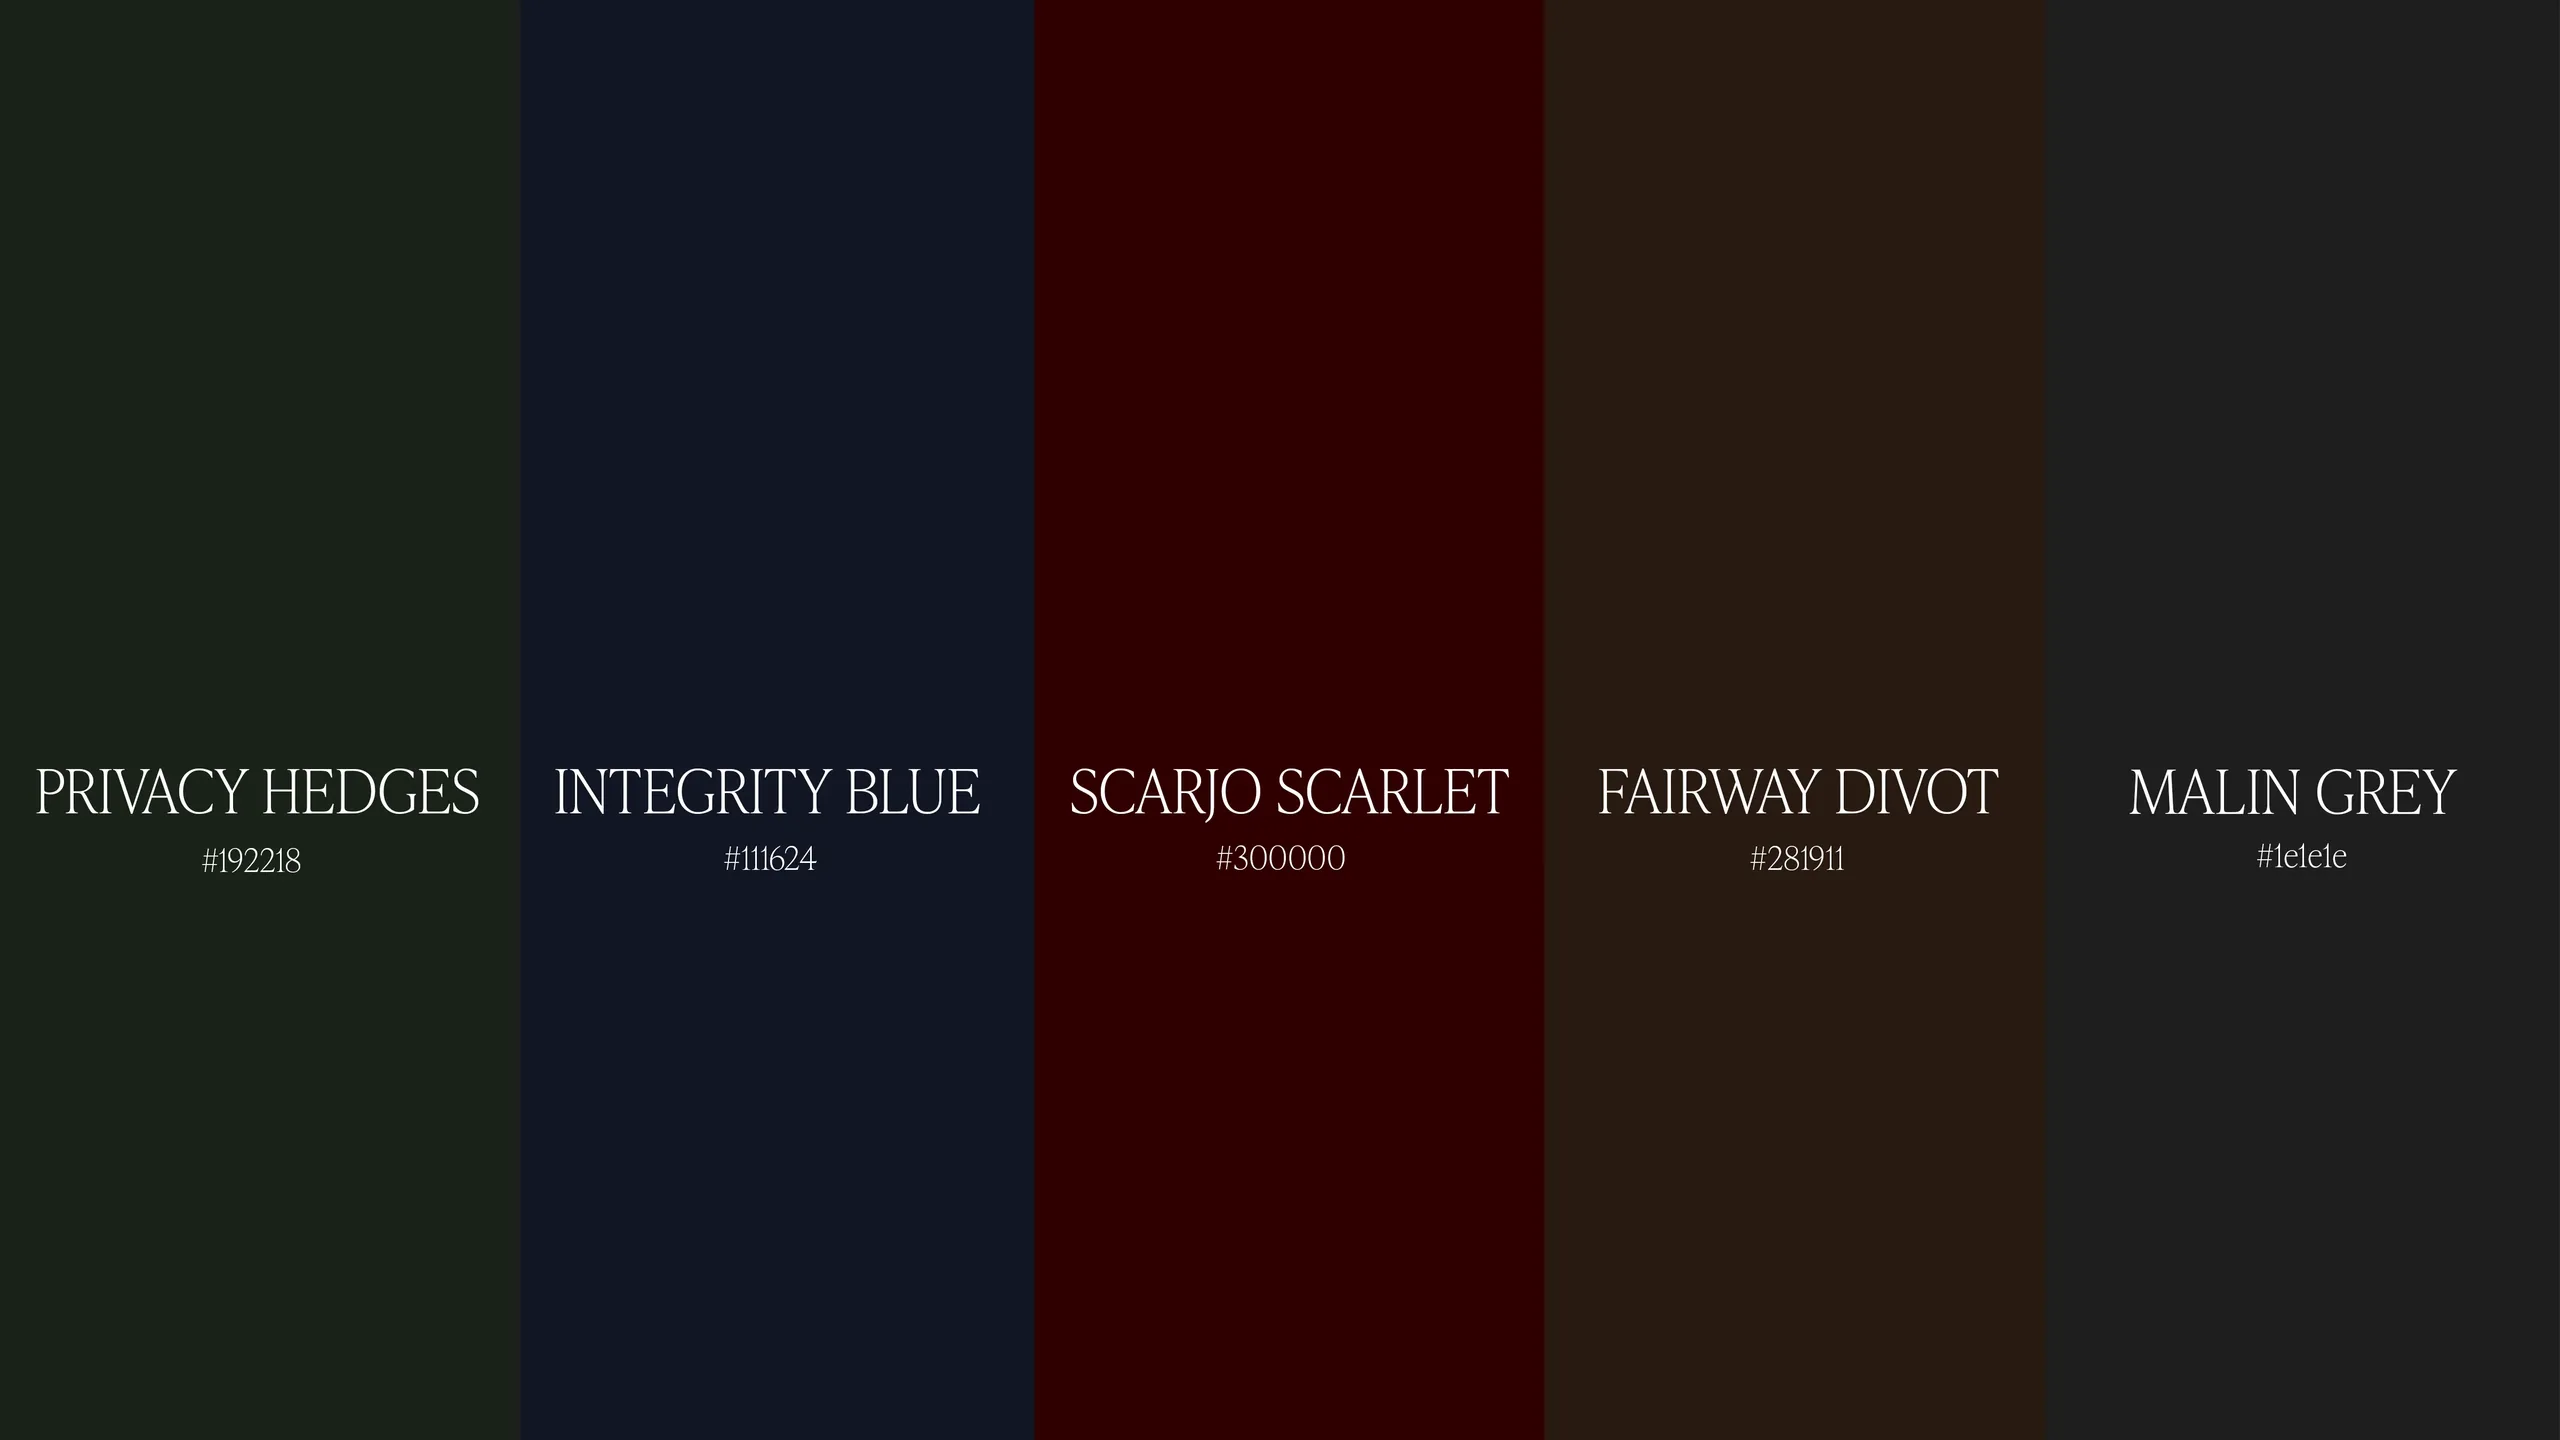 PRIVACY HEDGES
#192218
INTEGRITY BLUE
#111624
SCARJO SCARLET
#300000
FAIRWAY DIVOT
#281911
MALIN GREY
#1e1e1e